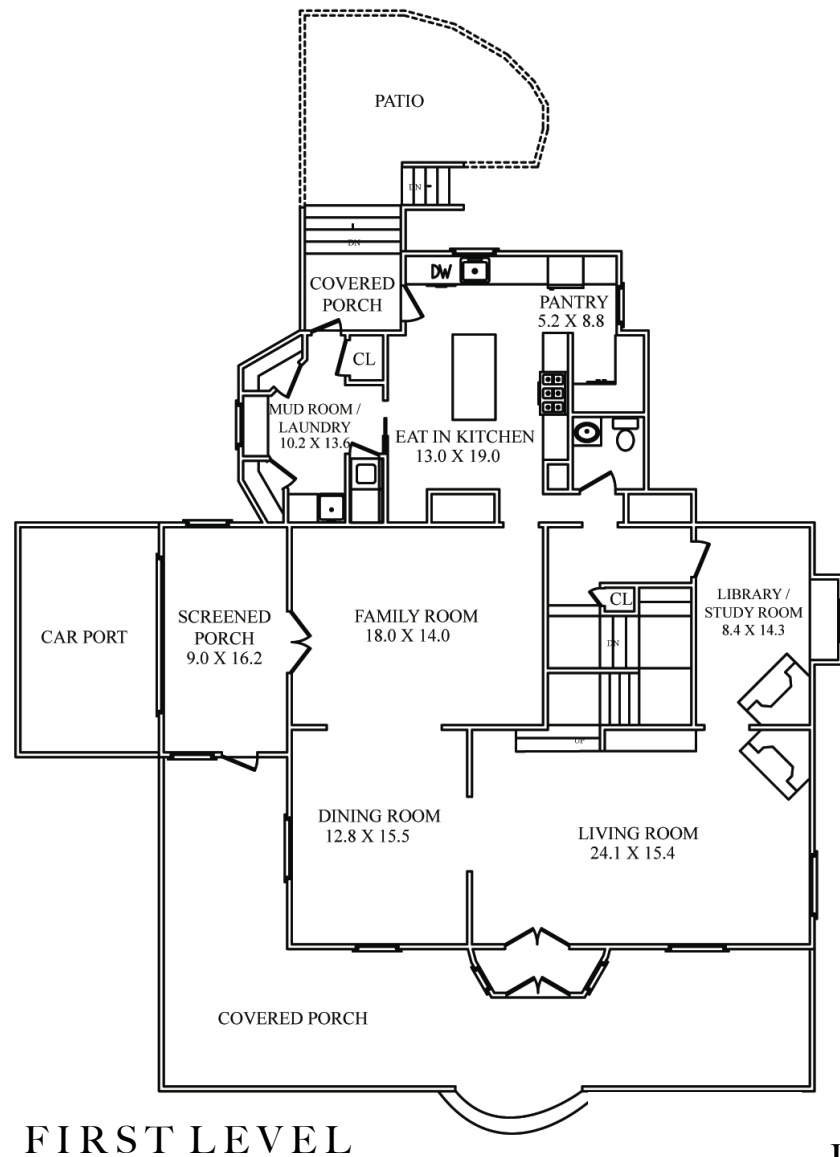 PATIO
DN
DN
COVERED
PORCH
DW
PANTRY
5.2 X 8.8
CL
MUD ROOM /
LAUNDRY
10.2 X 13.6
EAT IN KITCHEN
13.0 X 19.0
CAR PORT
SCREENED
PORCH
9.0 X 16.2
FAMILY ROOM
18.0 X 14.0
CL
LIBRARY /
STUDY ROOM
8.4 X 14.3
DN
UP
DINING ROOM
12.8 X 15.5
LIVING ROOM
24.1 X 15.4
COVERED PORCH
FIRST LEVEL